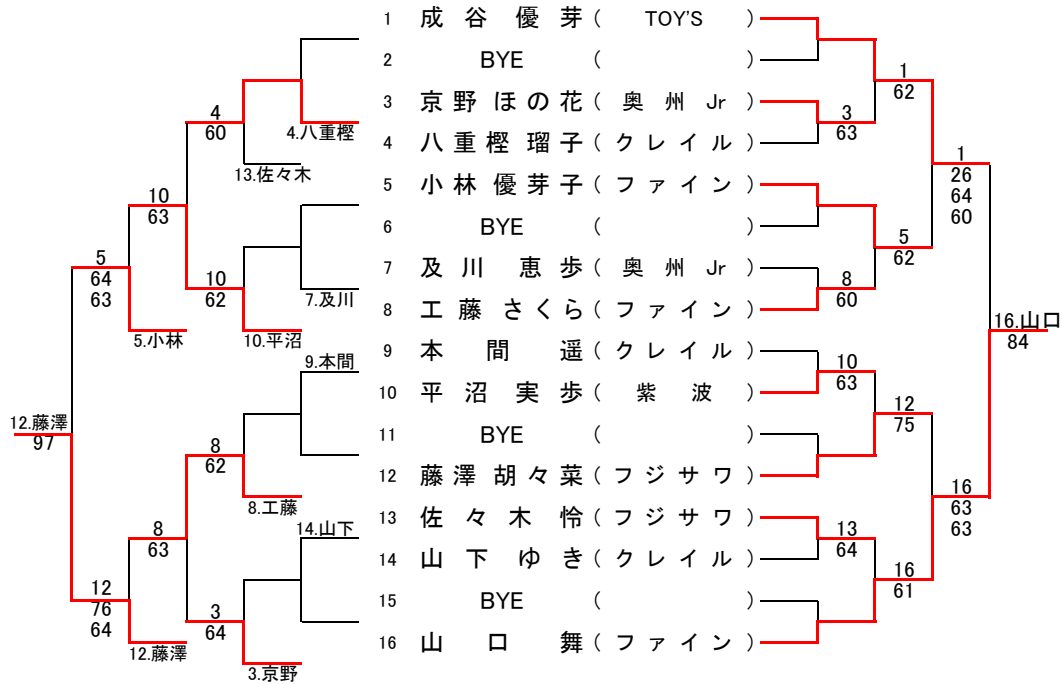 1 成谷 優芽 ( TOY'S )
2 BYE ( )
3 京野 ほの花 ( 奥州 Jr )
4 八重樫 瑠子 ( クレイル )
5 小林 優芽子 ( ファイン )
6 BYE ( )
7 及川 恵歩 ( 奥州 Jr )
8 工藤 さくら ( ファイン )
9 本間 遥 ( クレイル )
10 平沼 実歩 ( 紫波 )
11 BYE ( )
12 藤澤 胡々菜 ( フジサワ )
13 佐々木 怜 ( フジサワ )
14 山下 ゆき ( クレイル )
15 BYE ( )
16 山口 舞 ( ファイン )
4.八重樫
4
60
13.佐々木
10
63
7.及川
10
62
10.平沼
5
64
63
5.小林
12.藤澤
97
9.本間
8
62
8.工藤
14.山下
8
63
3
64
3.京野
12
76
64
12.藤澤
3
63
1
62
8
60
5
62
1
26
64
60
10
63
12
75
13
64
16
61
16
63
63
16.山口
84